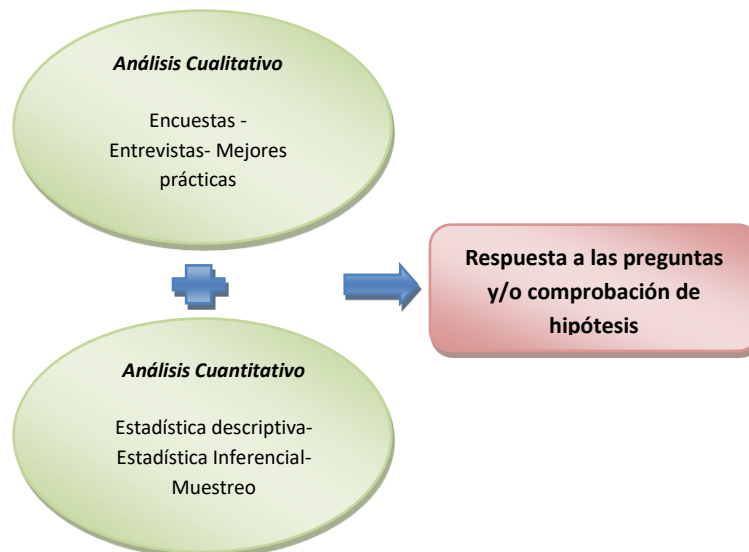 Análisis Cualitativo
Encuestas -
Entrevistas- Mejores
prácticas
Respuesta a las preguntas
y/o comprobación de
hipótesis
Análisis Cuantitativo
Estadística descriptiva-
Estadística Inferencial-
Muestreo